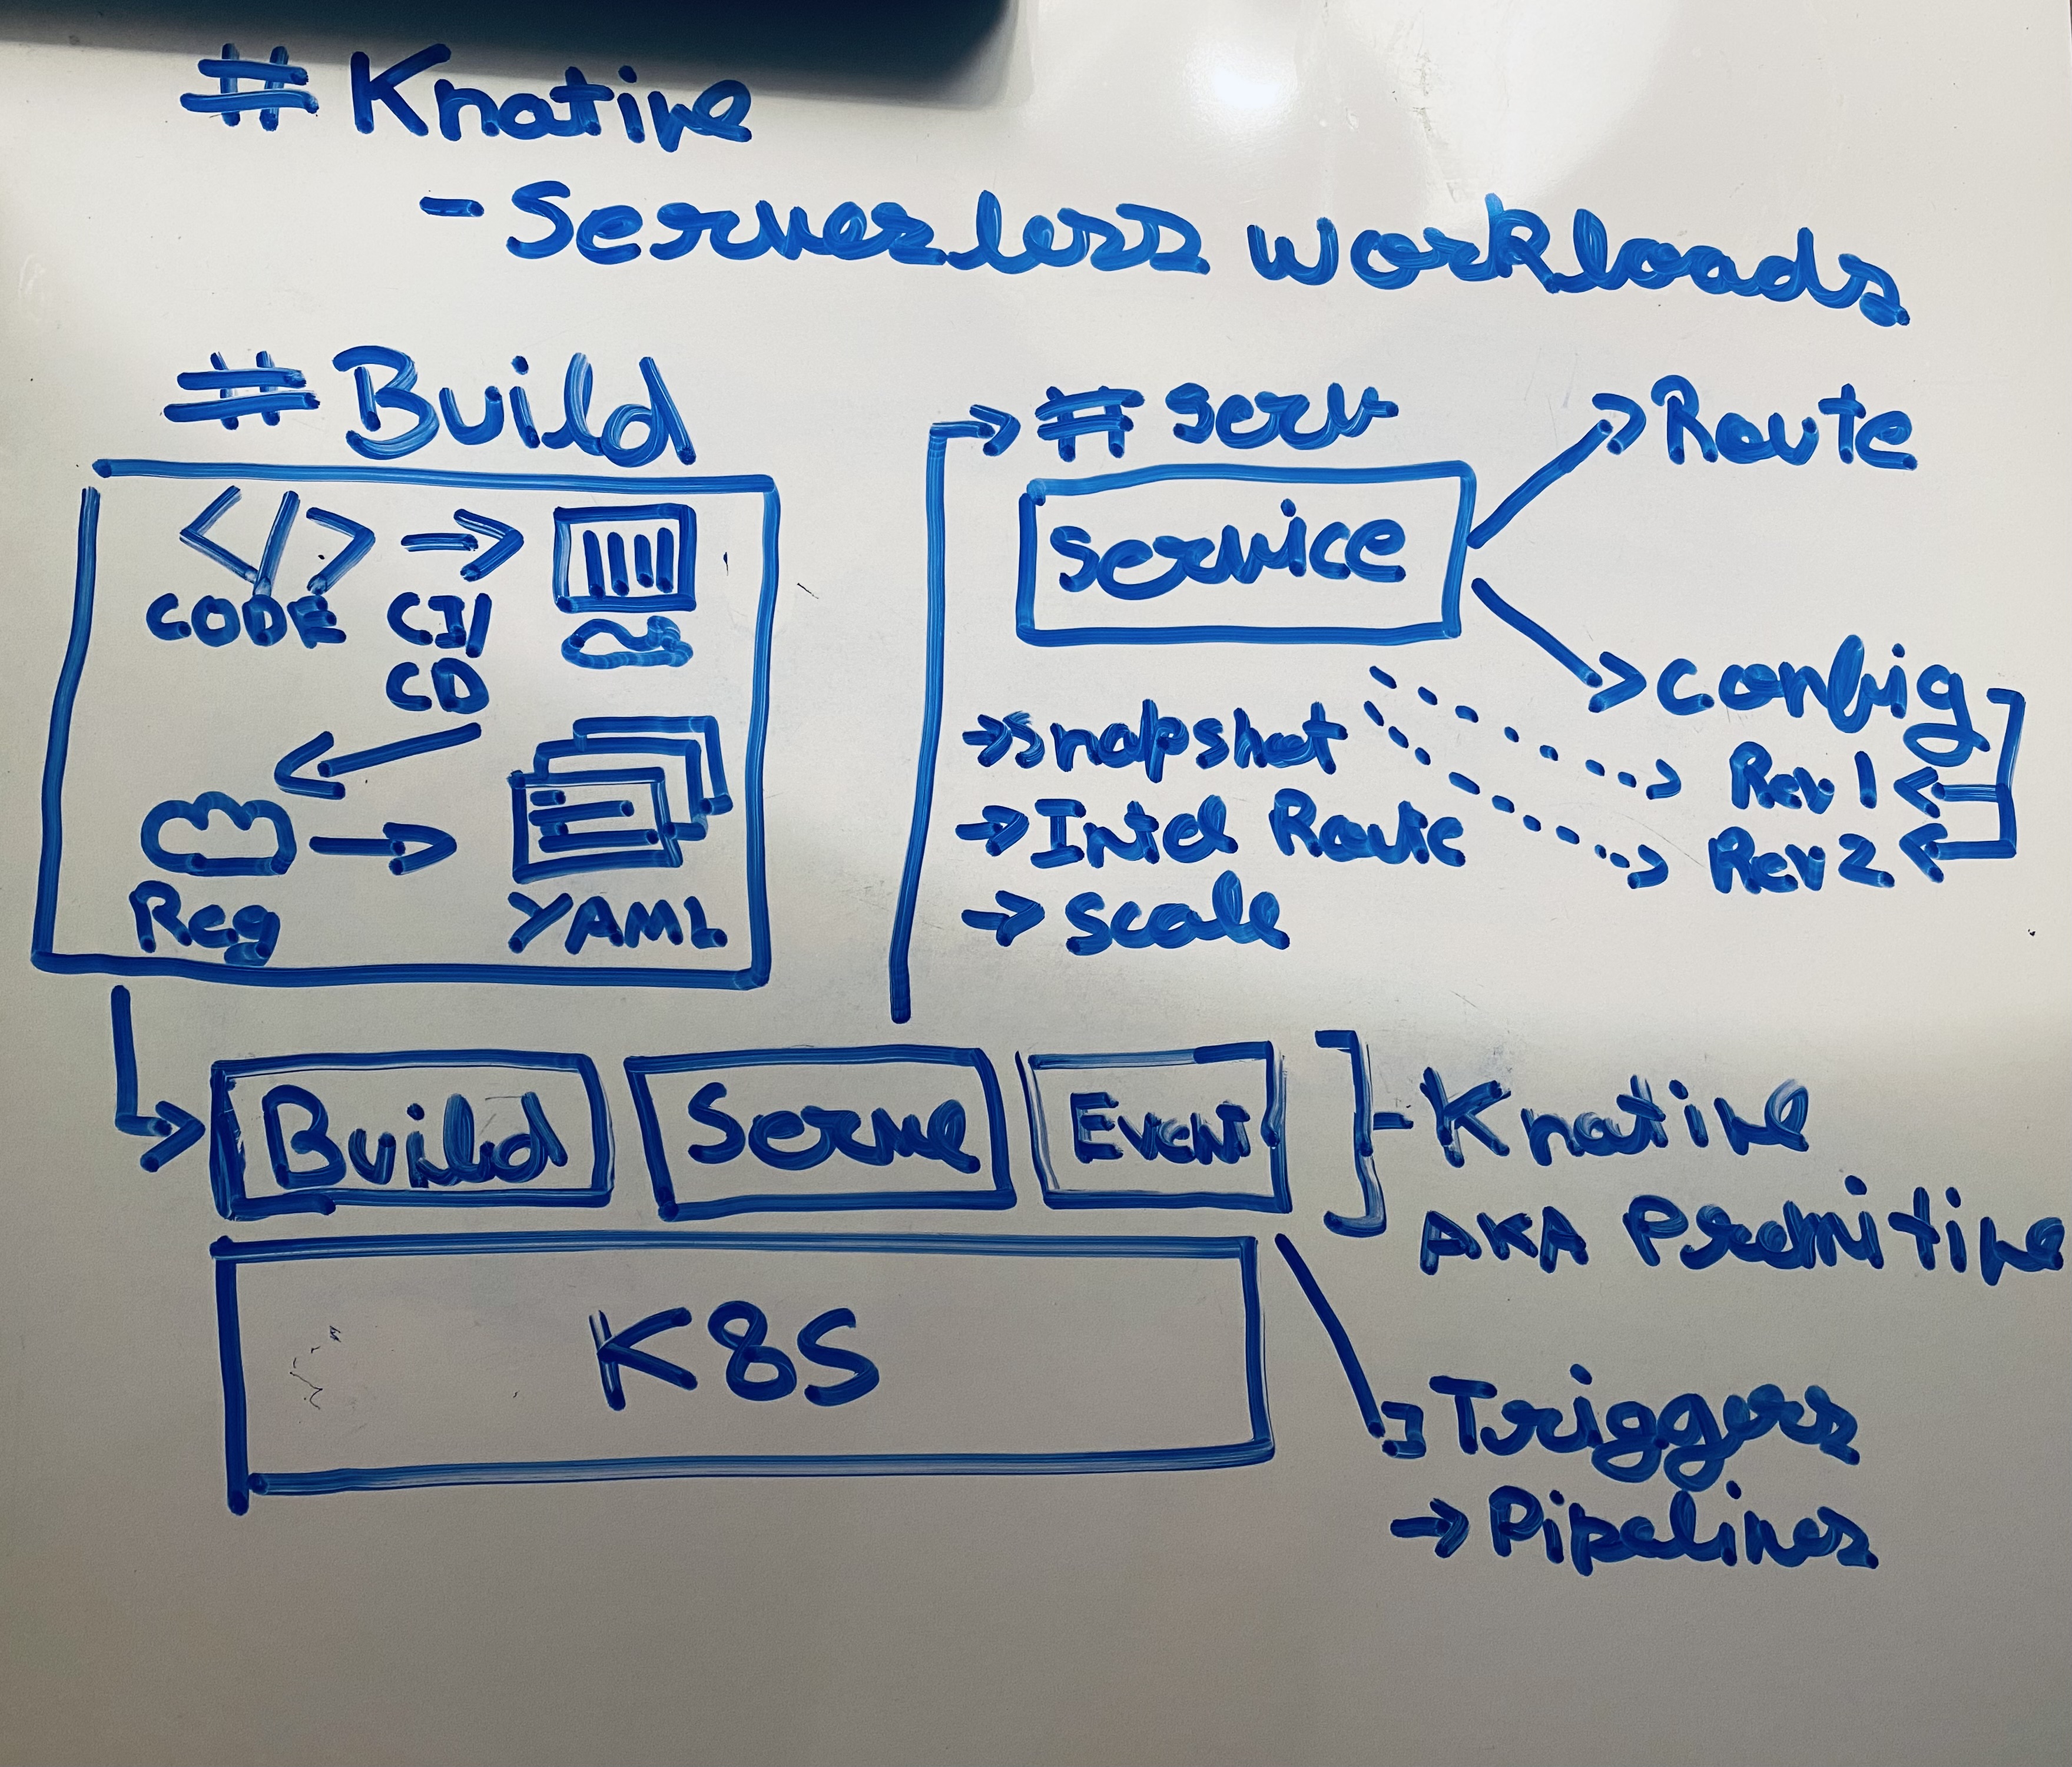 # Knative
- Serverless workloads
# Build
</>
CODE
CI/
CD
Reg
YAML
# Serv
Service
Route
Config
Rev 1
Rev 2
→ Snapshot
→ Intel Route
→ Scale
Build
Serve
Event
- Knative
AKA Premitive
K8S
Triggers
→ Pipelines